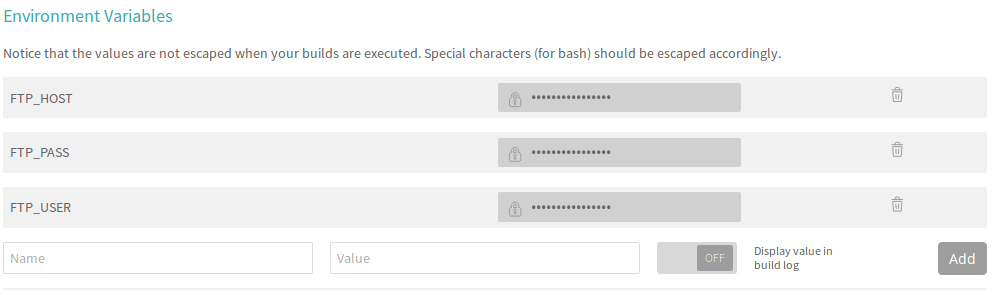 Environment Variables
Notice that the values are not escaped when your builds are executed. Special characters (for bash) should be escaped accordingly.
FTP_HOST ••••••••••••••••
FTP_PASS ••••••••••••••••
FTP_USER ••••••••••••••••
Name Value OFF Display value in build log Add